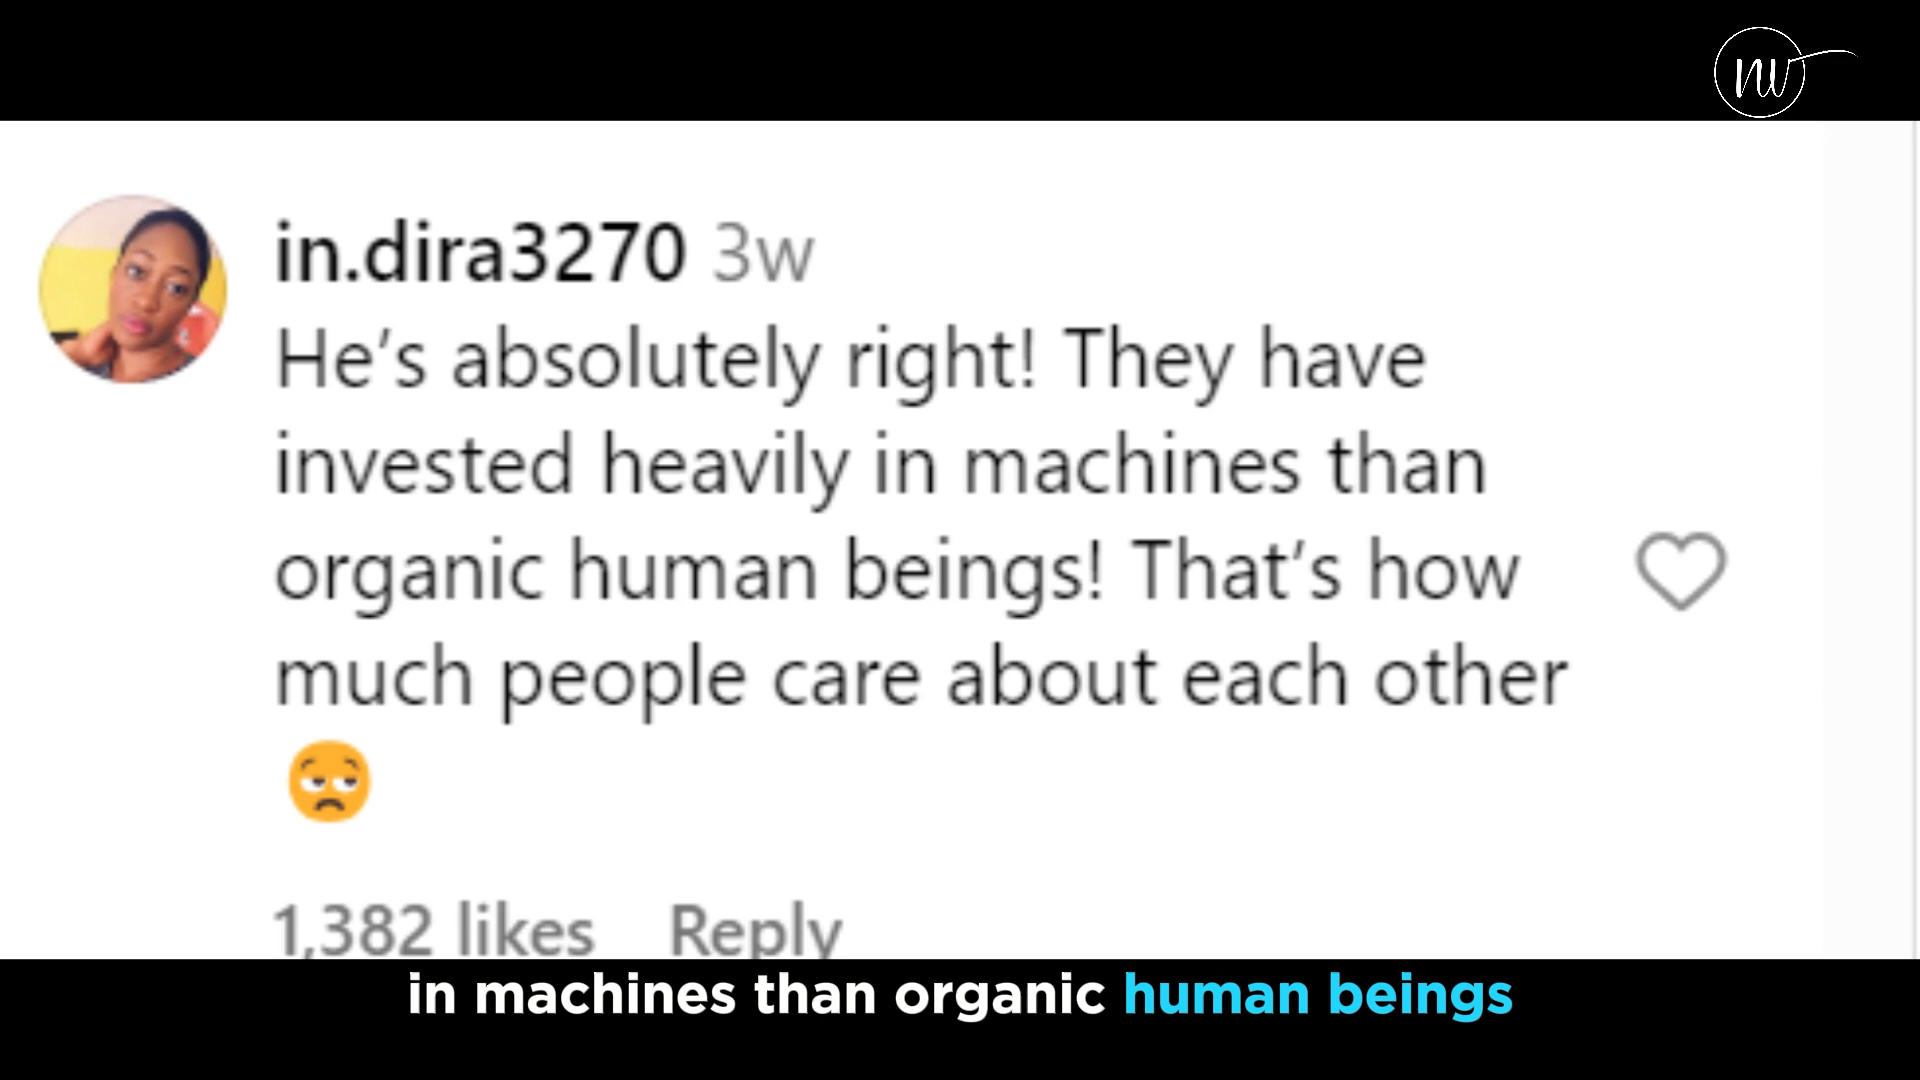 nv
in.dira3270 3w
He’s absolutely right! They have
invested heavily in machines than
organic human beings! That’s how
much people care about each other
😒
1,382 likes Reply
in machines than organic human beings